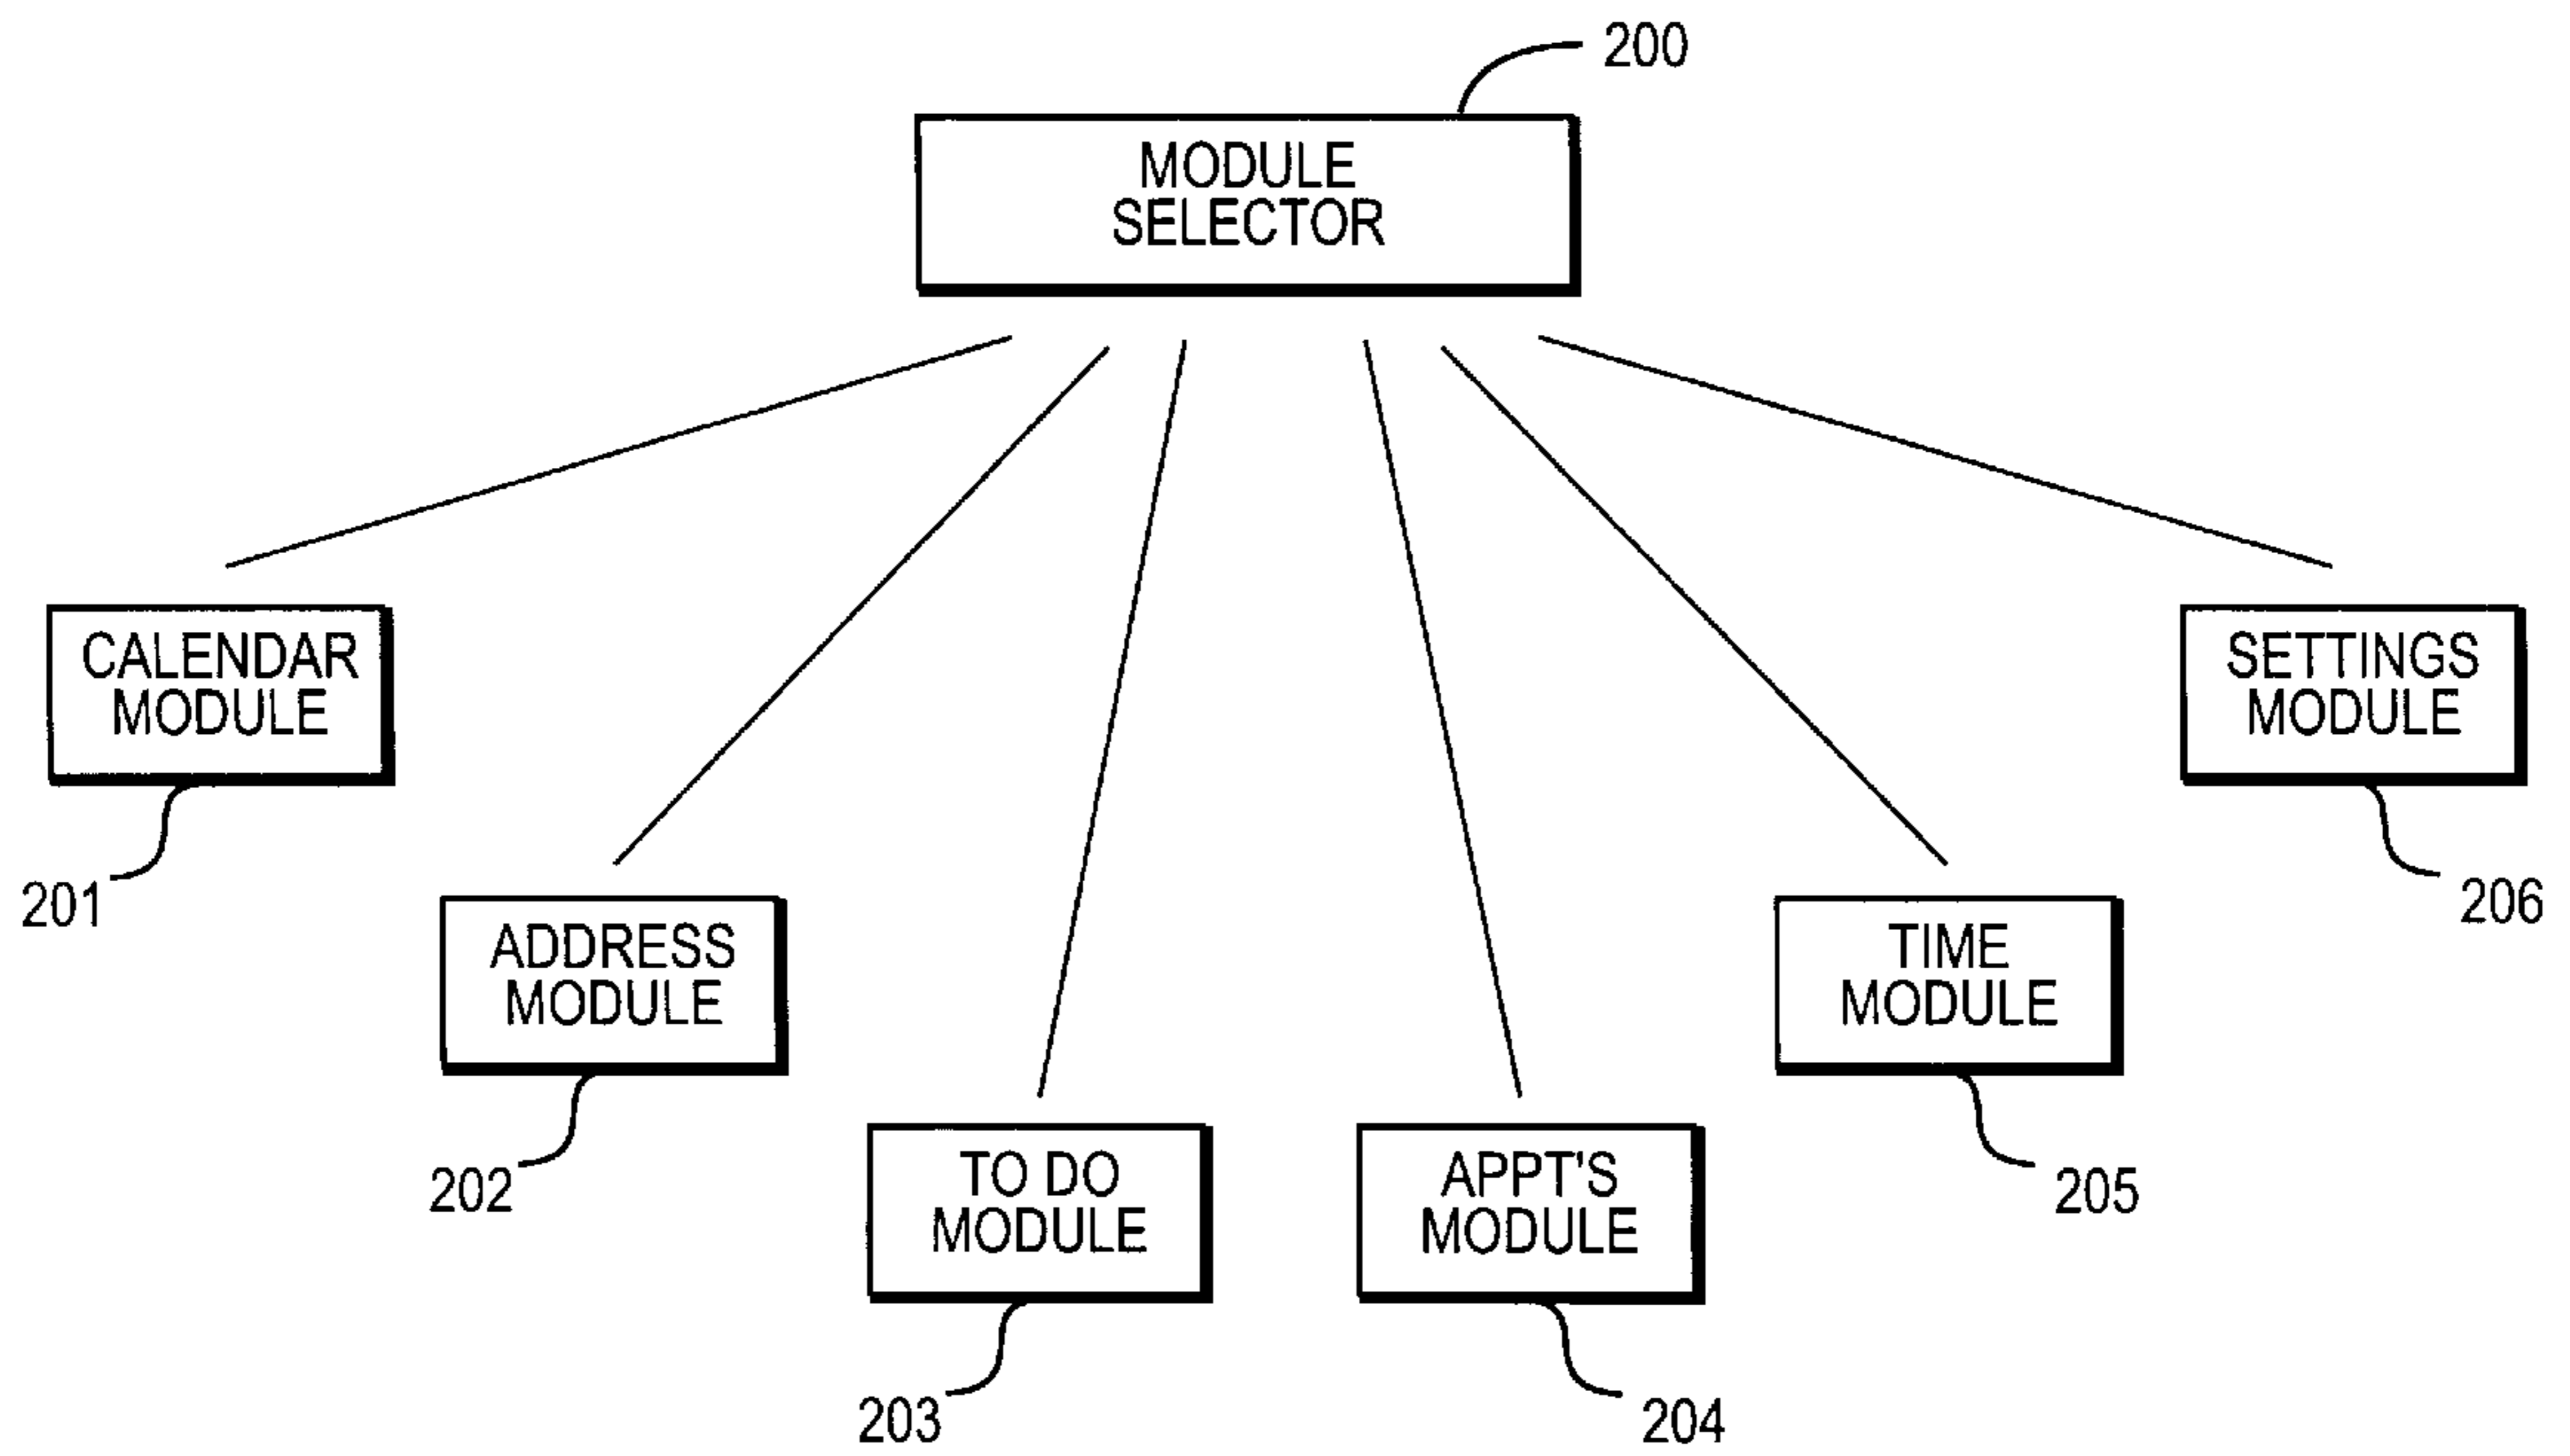 200
MODULE
SELECTOR
CALENDAR
MODULE
201
SETTINGS
MODULE
206
ADDRESS
MODULE
202
TIME
MODULE
205
TO DO
MODULE
203
APPT'S
MODULE
204